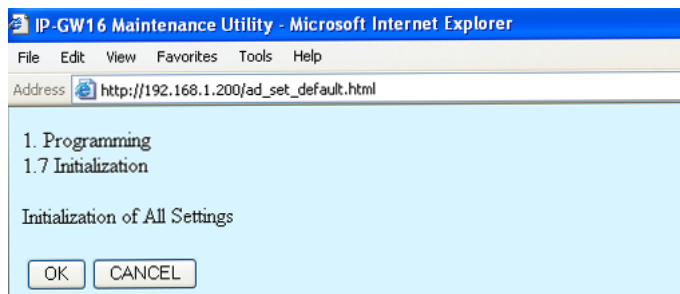 IP-GW16 Maintenance Utility - Microsoft Internet Explorer
File Edit View Favorites Tools Help
Address http://192.168.1.200/ad_set_default.html
1. Programming
1.7 Initialization
Initialization of All Settings
OK CANCEL